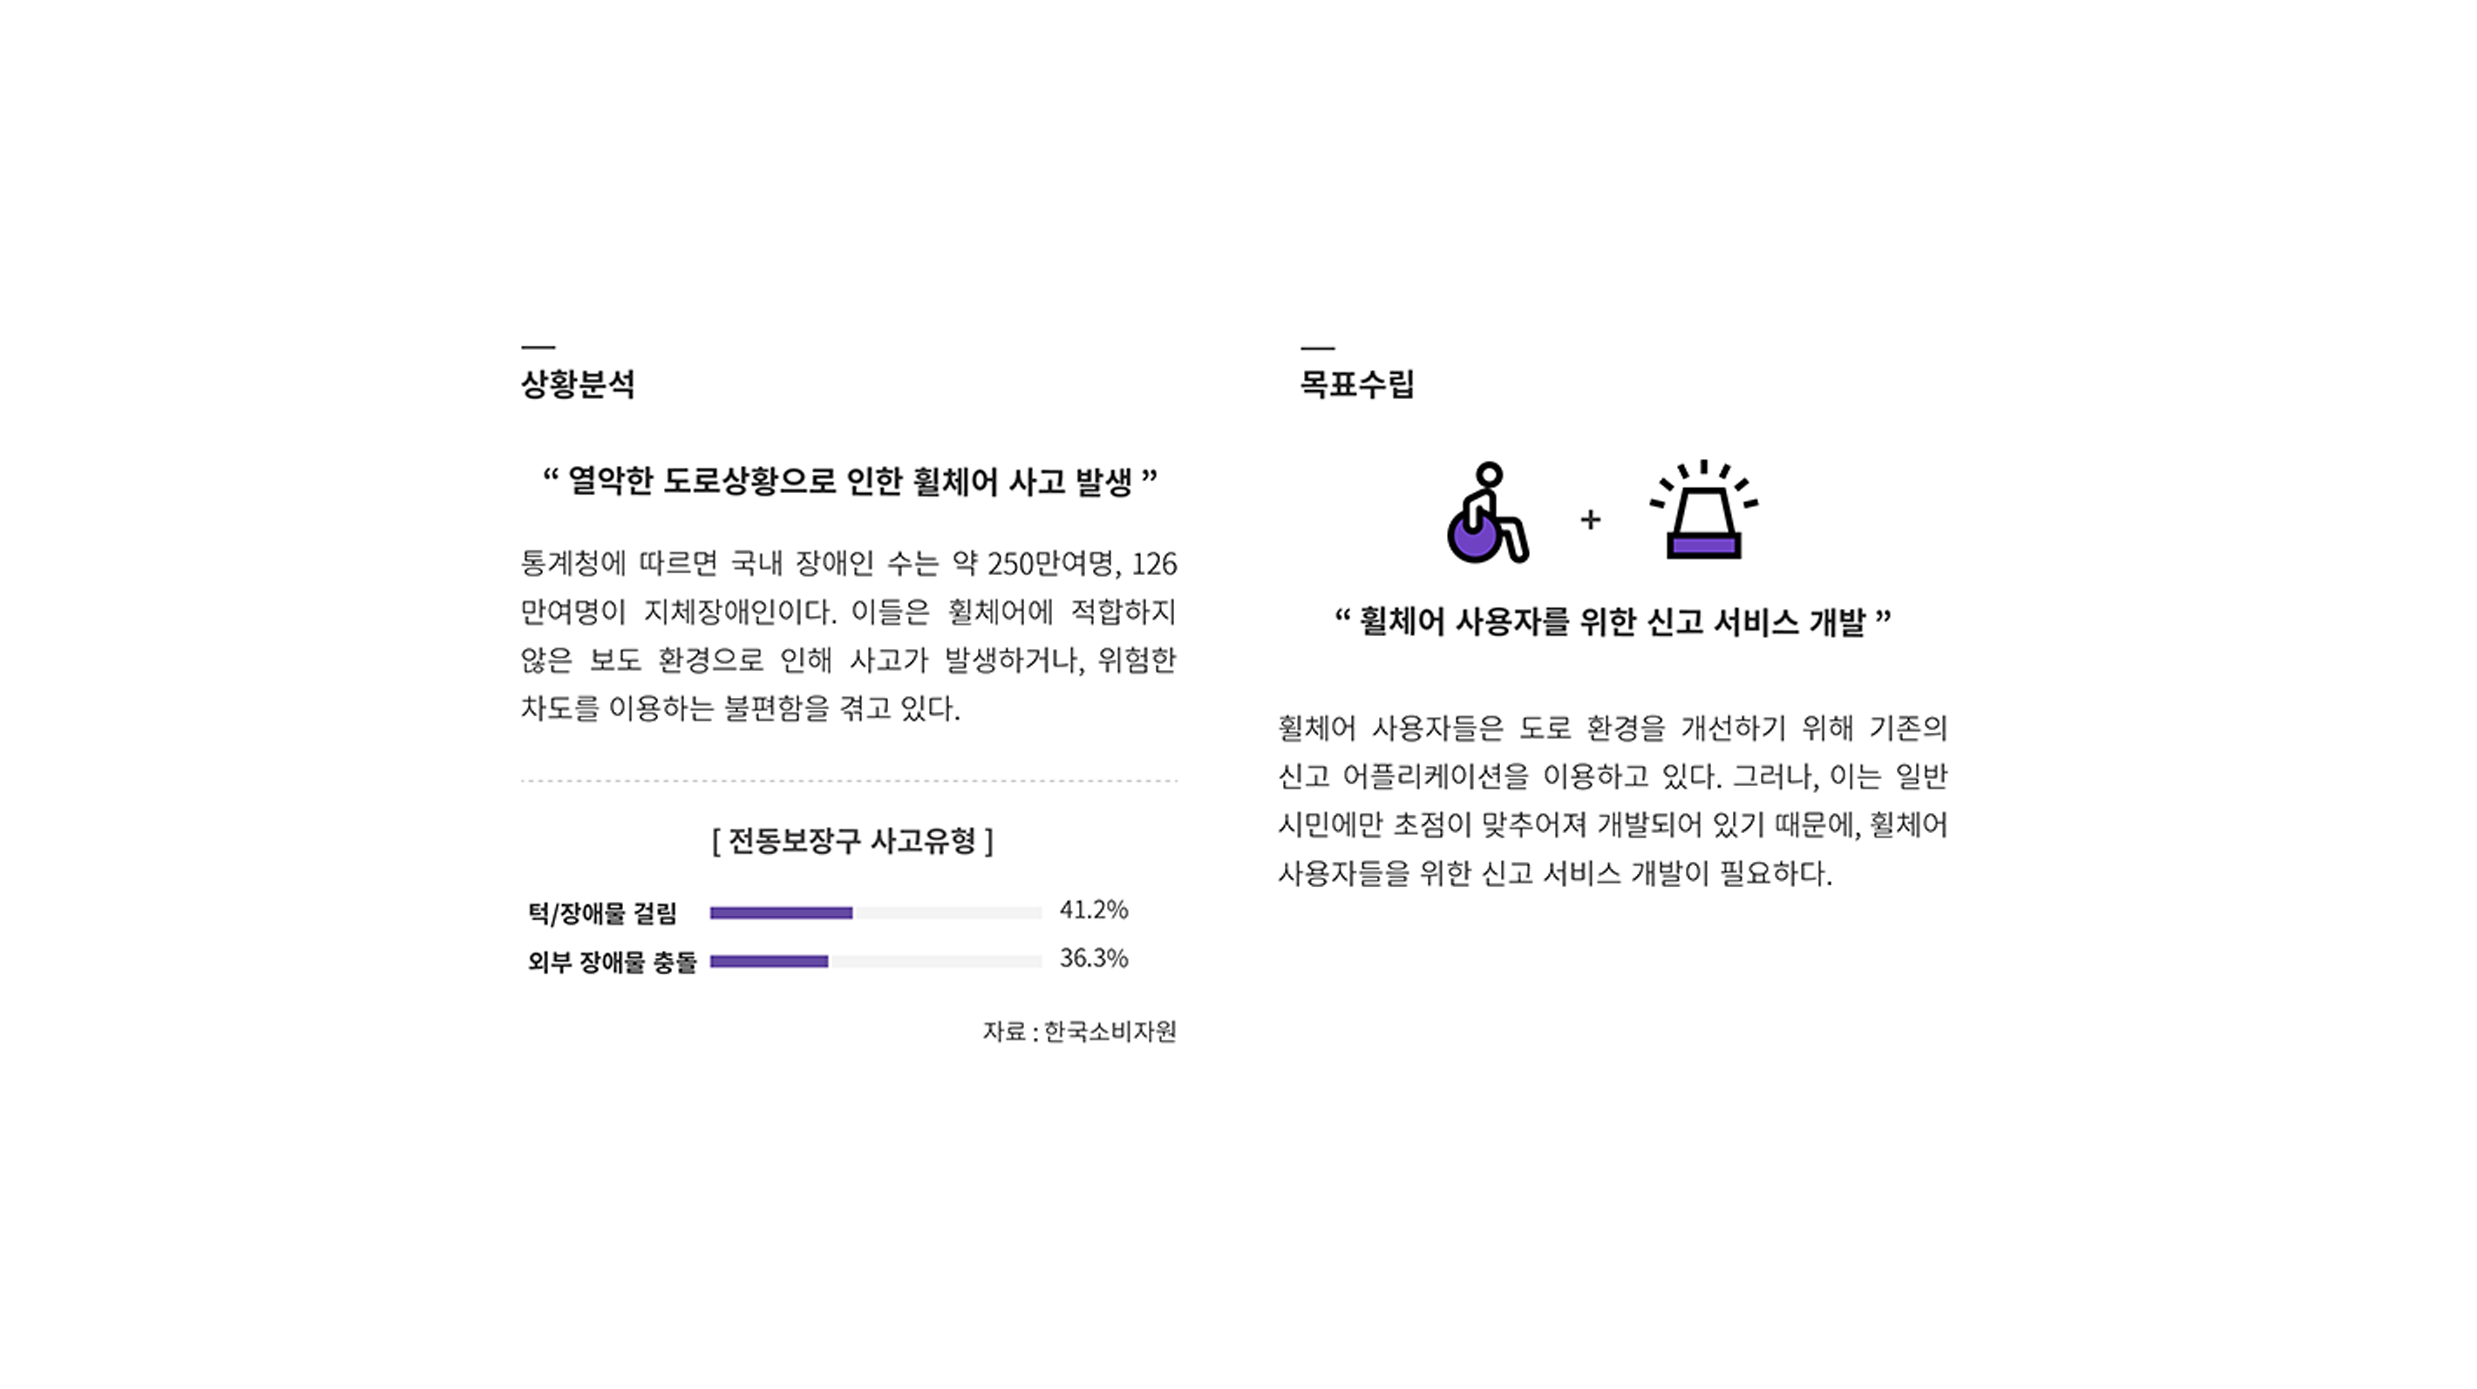 상황분석
“ 열악한 도로상황으로 인한 휠체어 사고 발생 ”
통계청에 따르면 국내 장애인 수는 약 250만여명, 126
만여명이 지체장애인이다. 이들은 휠체어에 적합하지
않은 보도 환경으로 인해 사고가 발생하거나, 위험한
차도를 이용하는 불편함을 겪고 있다.
[ 전동보장구 사고유형 ]
턱/장애물 걸림 41.2%
외부 장애물 충돌 36.3%
자료 : 한국소비자원
목표수립
+
“ 휠체어 사용자를 위한 신고 서비스 개발 ”
휠체어 사용자들은 도로 환경을 개선하기 위해 기존의
신고 어플리케이션을 이용하고 있다. 그러나, 이는 일반
시민에만 초점이 맞추어져 개발되어 있기 때문에, 휠체어
사용자들을 위한 신고 서비스 개발이 필요하다.